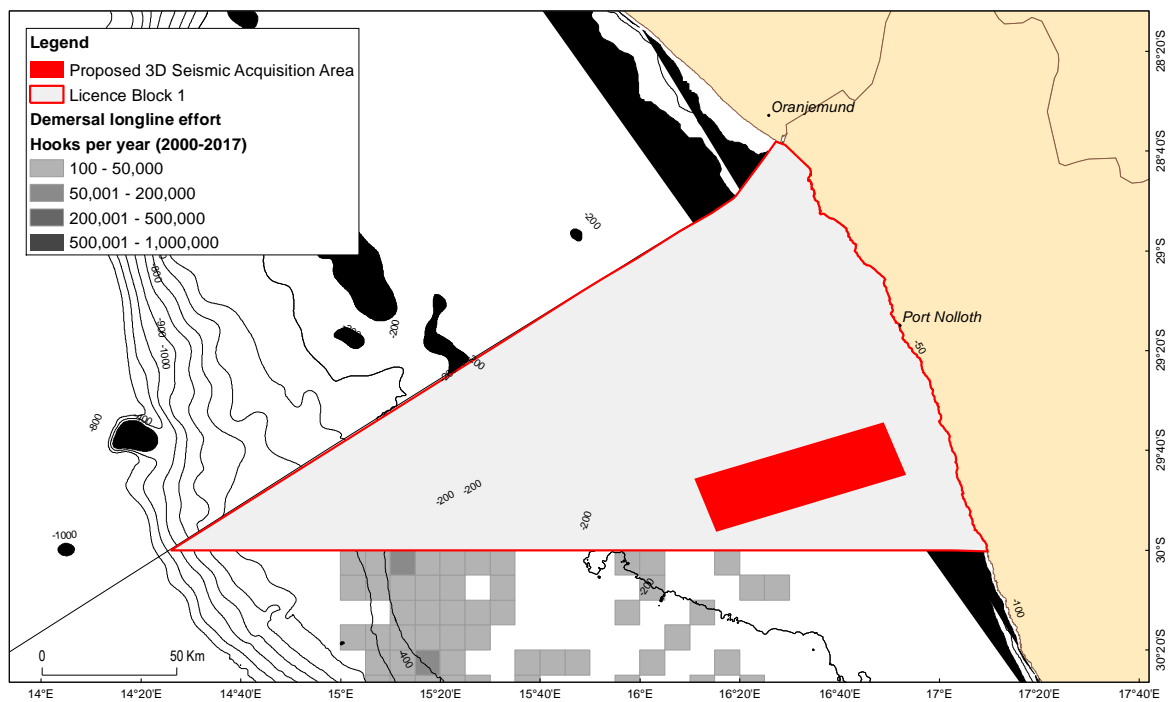 Legend
Proposed 3D Seismic Acquisition Area
Licence Block 1
Demersal longline effort
Hooks per year (2000-2017)
100 - 50,000
50,001 - 200,000
200,001 - 500,000
500,001 - 1,000,000
Oranjemund
Port Nolloth
-50
-200
-800
-900
-1000
-200
-800
-400
-1000
-200
-200
-200
-200
-400
-100
0
50 Km
14°E
14°20'E
14°40'E
15°E
15°20'E
15°40'E
16°E
16°20'E
16°40'E
17°E
17°20'E
17°40'E
28°20'S
28°40'S
29°S
29°20'S
29°40'S
30°S
30°20'S